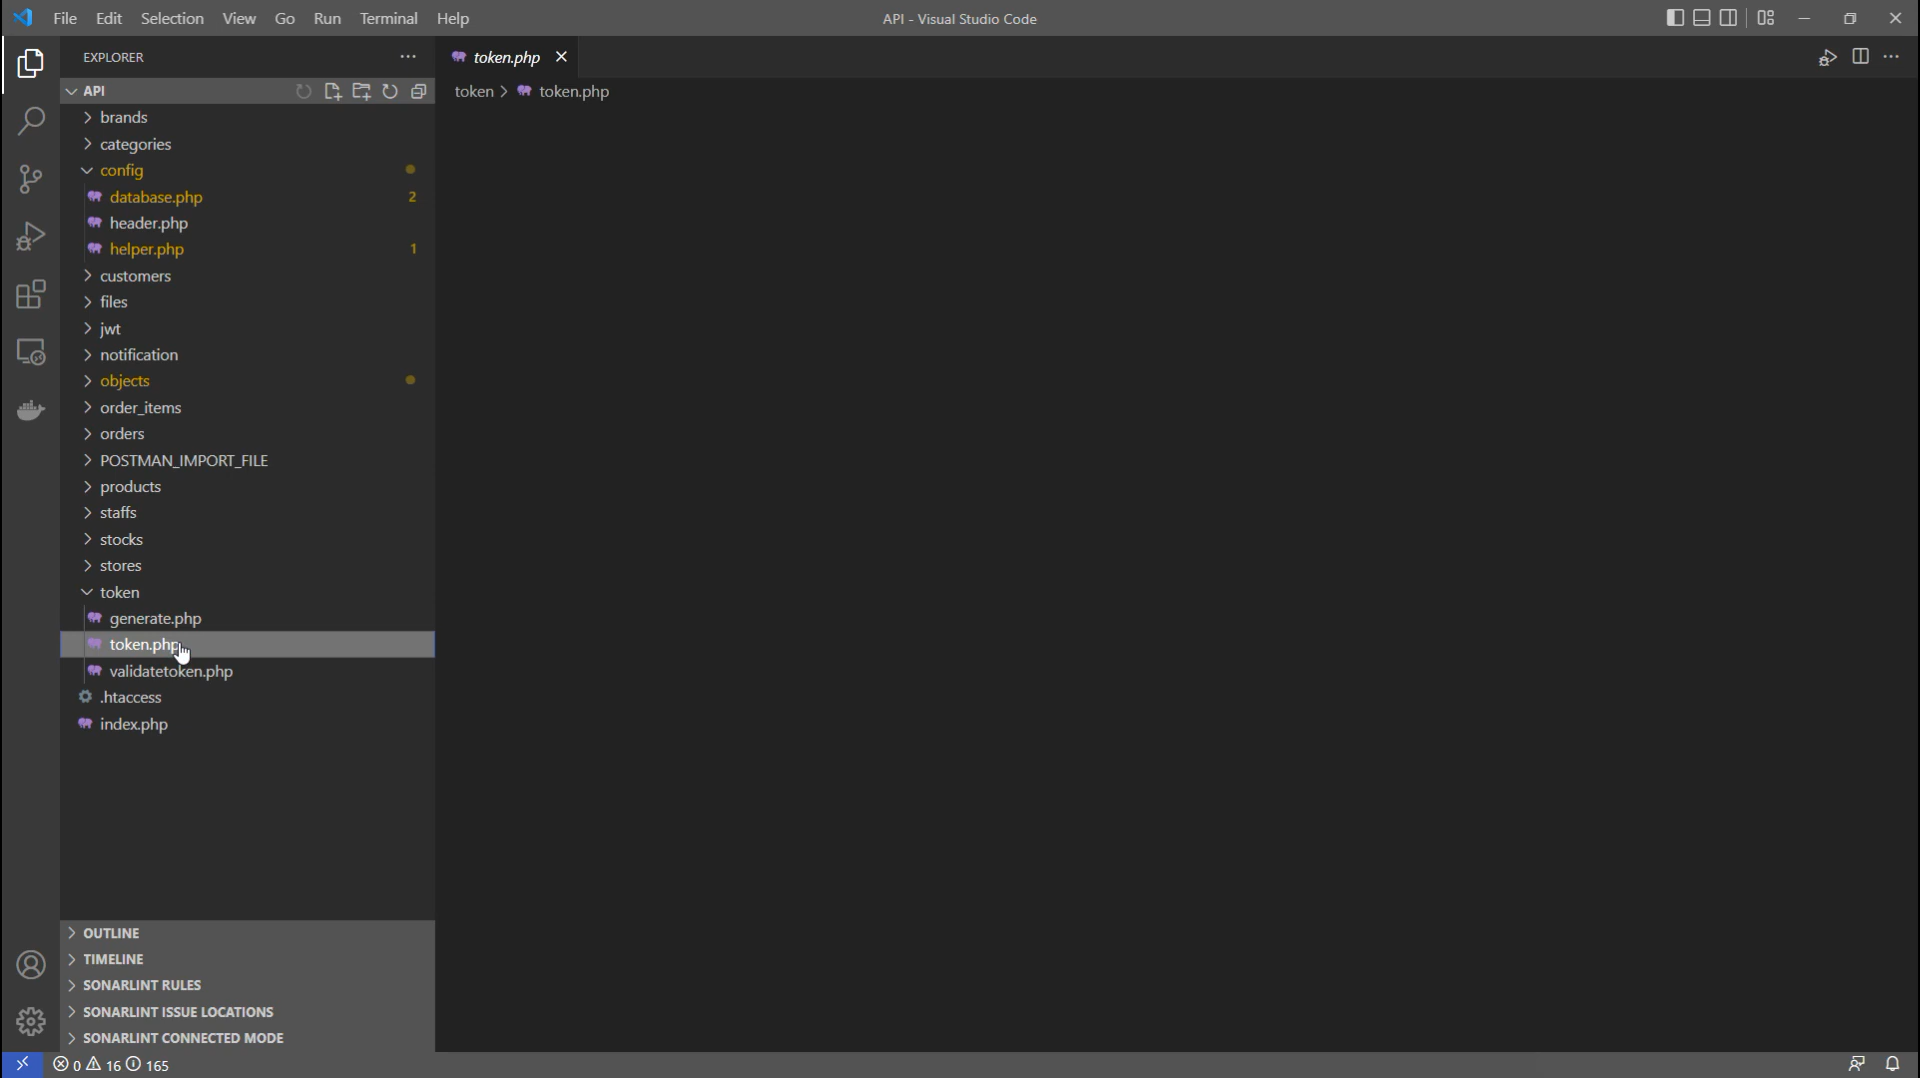 File Edit Selection View Go Run Terminal Help
API - Visual Studio Code
EXPLORER
token.php
API
token > token.php
brands
categories
config
database.php 2
header.php
helper.php 1
customers
files
jwt
notification
objects
order_items
orders
POSTMAN_IMPORT_FILE
products
staffs
stocks
stores
token
generate.php
token.php
validatetoken.php
.htaccess
index.php
OUTLINE
TIMELINE
SONARLINT RULES
SONARLINT ISSUE LOCATIONS
SONARLINT CONNECTED MODE
0 16 165